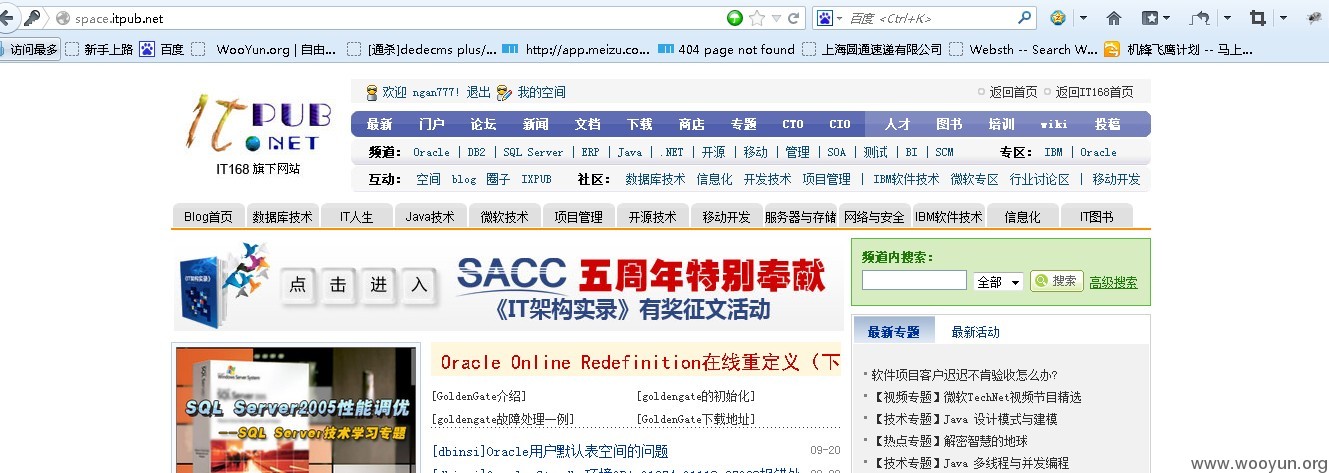 space.itpub.net
百度 <Ctrl+K>
访问最多 新手上路 百度 WooYun.org | 自由... [通杀]dedecms plus/... http://app.meizu.co... 404 page not found 上海圆通速递有限公司 Websth -- Search W... 机锋飞鹰计划 -- 马上...
ITPUB
.NET
IT168 旗下网站
欢迎 ngan777! 退出 我的空间 返回首页 返回IT168首页
最新 门户 论坛 新闻 文档 下载 商店 专题 CTO CIO 人才 图书 培训 wiki 投稿
频道: Oracle | DB2 | SQL Server | ERP | Java | .NET | 开源 | 移动 | 管理 | SOA | 测试 | BI | SCM 专区: IBM | Oracle
互动: 空间 blog 圈子 IXPUB 社区: 数据库技术 信息化 开发技术 项目管理 | IBM软件技术 微软专区 行业讨论区 | 移动开发
Blog首页 数据库技术 IT人生 Java技术 微软技术 项目管理 开源技术 移动开发 服务器与存储 网络与安全 IBM软件技术 信息化 IT图书
点击进入
SACC 五周年特别奉献
《IT架构实录》有奖征文活动
频道内搜索:
全部 搜索 高级搜索
最新专题 最新活动
软件项目客户迟迟不肯验收怎么办?
【视频专题】微软TechNet视频节目精选
【技术专题】Java 设计模式与建模
【热点专题】解密智慧的地球
【技术专题】Java 多线程与并发编程
SQL Server2005性能调优
——SQL Server技术学习专题
Oracle Online Redefinition在线重定义（下
[GoldenGate介绍] [goldengate的初始化]
[goldengate故障处理一例] [GoldenGate下载地址]
[dbinsi]Oracle用户默认表空间的问题 09-20
www.wooyun.org